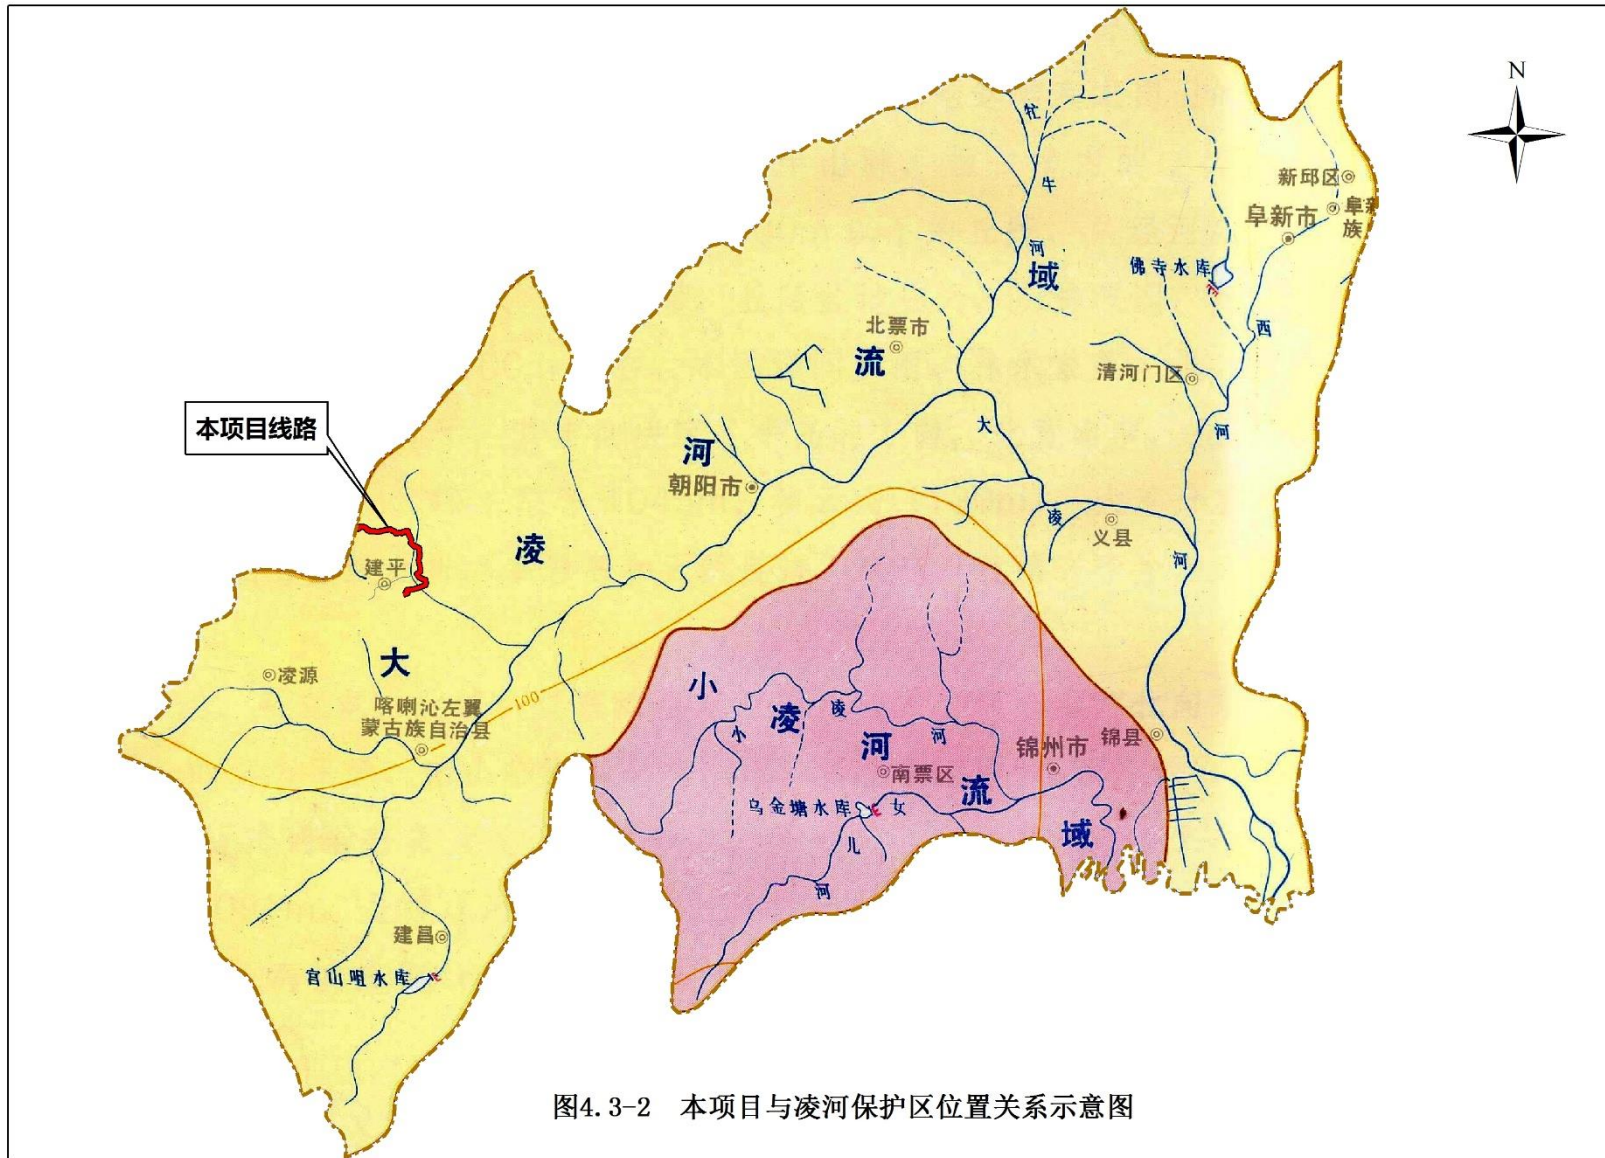 N
牤
牛
河
新邱区
阜新市
阜新
族
佛寺水库
域
西
河
北票市
流
清河门区
本项目线路
大
河
朝阳市
凌
义县
河
凌
建平
大
凌源
喀喇沁左翼
蒙古族自治县
100
小
凌
河
流
域
小
凌
河
锦县
锦州市
南票区
乌金塘水库
女
儿
河
建昌
宫山咀水库
图4.3-2 本项目与凌河保护区位置关系示意图